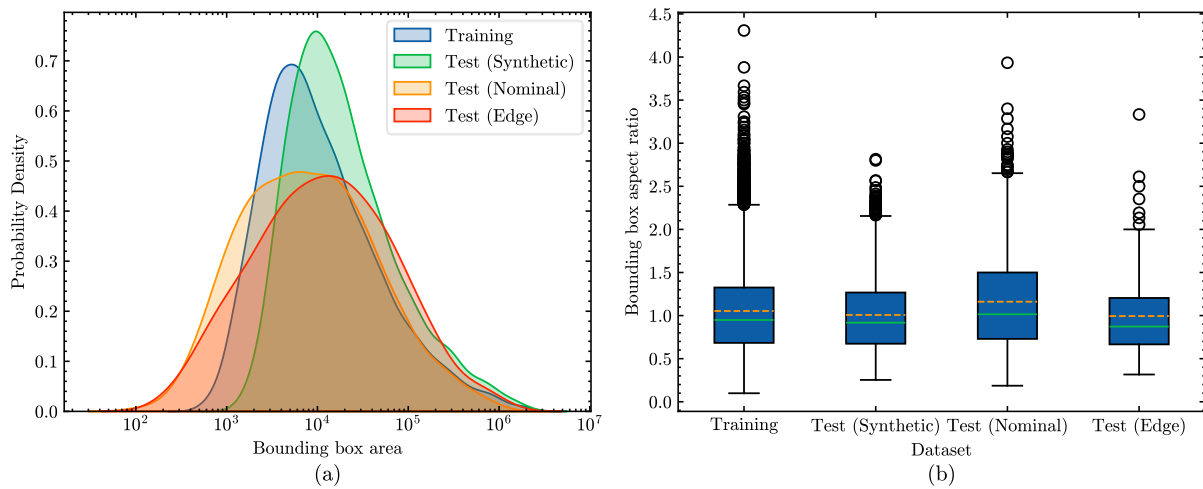 Probability Density
0.7
0.6
0.5
0.4
0.3
0.2
0.1
0.0
Training
Test (Synthetic)
Test (Nominal)
Test (Edge)
10^2 10^3 10^4 10^5 10^6 10^7
Bounding box area
(a)
Bounding box aspect ratio
4.5
4.0
3.5
3.0
2.5
2.0
1.5
1.0
0.5
0.0
Training Test (Synthetic) Test (Nominal) Test (Edge)
Dataset
(b)